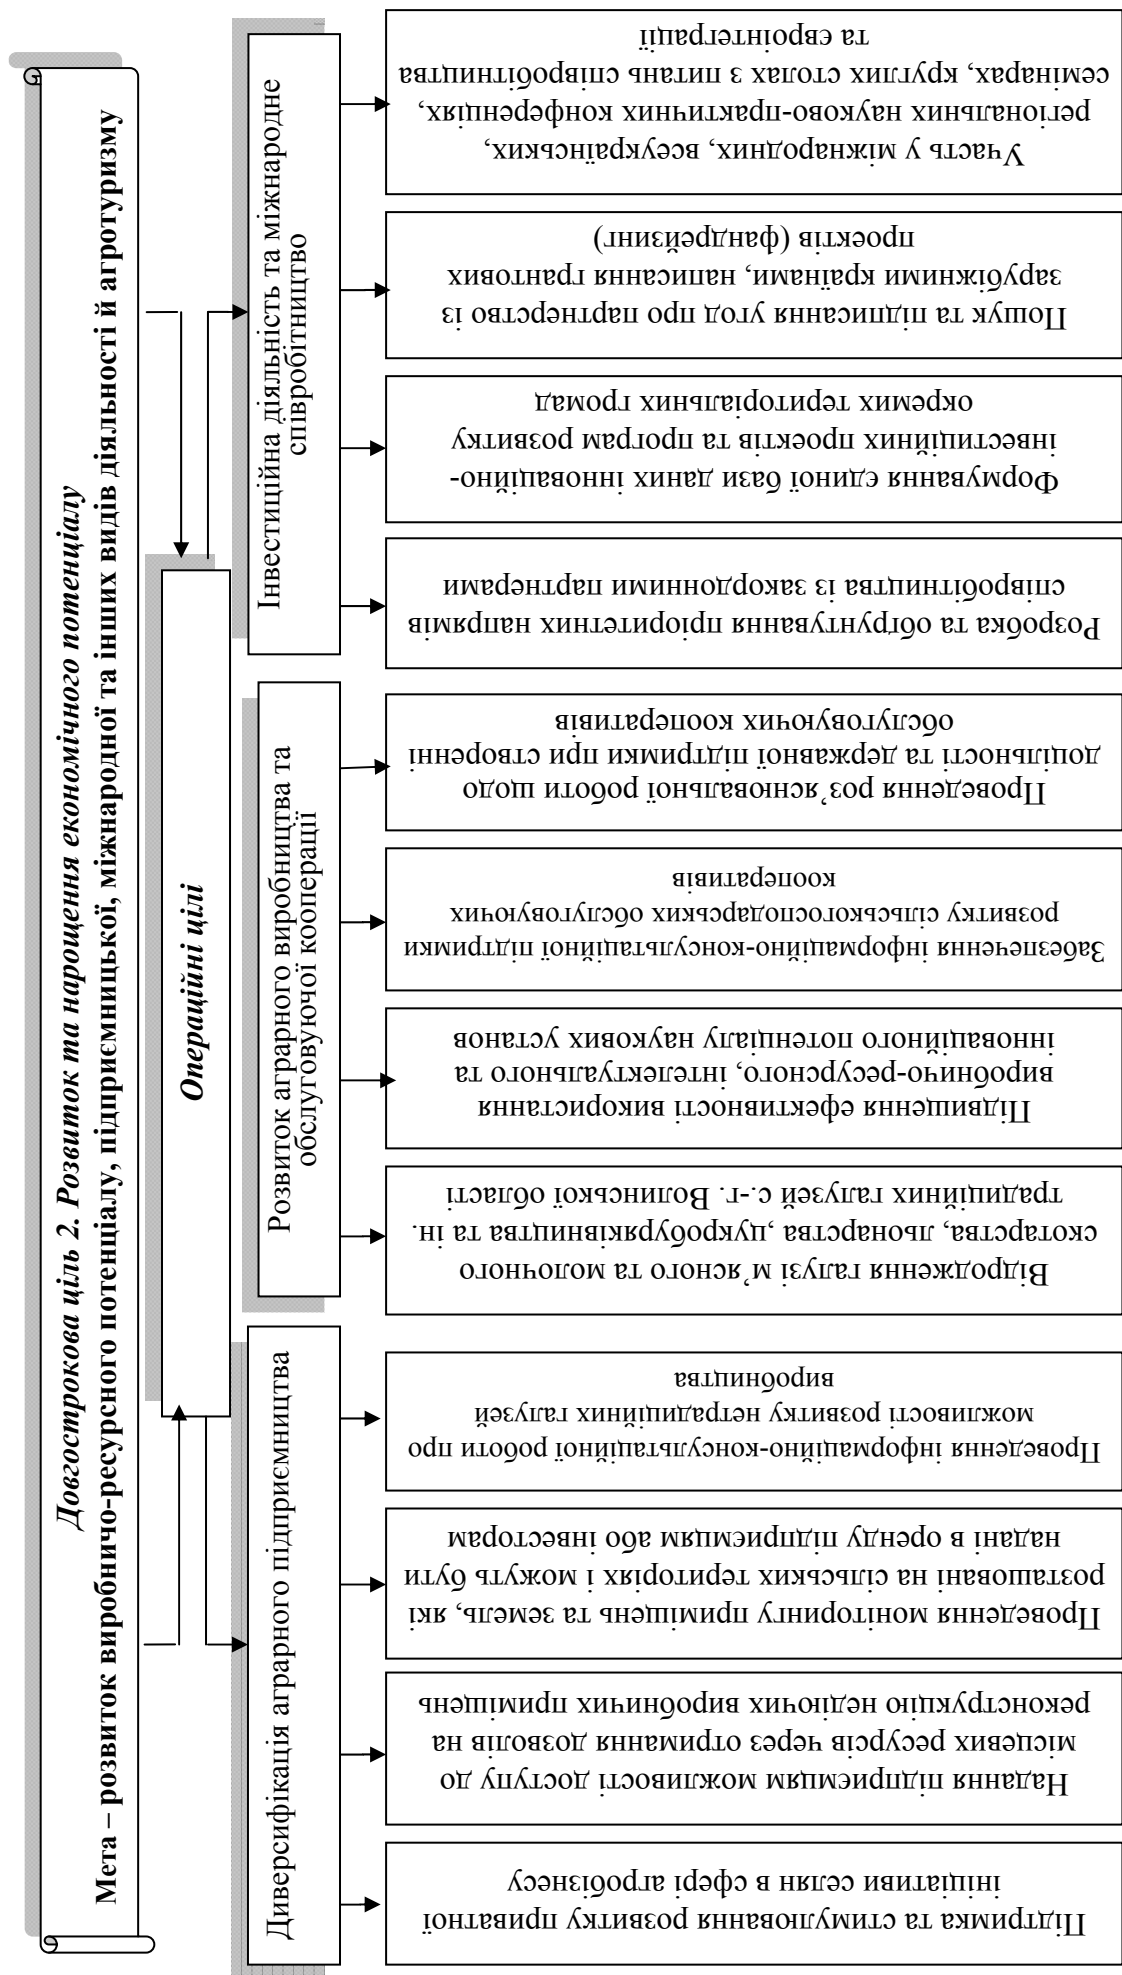 Довгострокова ціль 2. Розвиток та нарощення економічного потенціалу
Мета – розвиток виробничо-ресурсного потенціалу, підприємницької, міжнародної та інших видів діяльності й агротуризму
Операційні цілі
Диверсифікація аграрного підприємництва
Підтримка та стимулювання розвитку приватної
ініціативи селян в сфері агробізнесу
Надання підприємцям можливості доступу до
місцевих ресурсів через отримання дозволів на
реконструкцію недіючих виробничих приміщень
Проведення моніторингу приміщень та земель, які
розташовані на сільських територіях і можуть бути
надані в оренду підприємцям або інвесторам
Проведення інформаційно-консультаційної роботи про
можливості розвитку нетрадиційних галузей
виробництва
Розвиток аграрного виробництва та
обслуговуючої кооперації
Відродження галузі м’ясного та молочного
скотарства, льонарства ,цукробуряківництва та ін.
традиційних галузей с.-г. Волинської області
Підвищення ефективності використання
виробничо-ресурсного, інтелектуального та
інноваційного потенціалу наукових установ
Забезпечення інформаційно-консультаційної підтримки
розвитку сільськогосподарських обслуговуючих
кооперативів
Проведення роз’яснювальної роботи щодо
доцільності та державної підтримки при створенні
обслуговуючих кооперативів
Інвестиційна діяльність та міжнародне
співробітництво
Розробка та обґрунтування пріоритетних напрямів
співробітництва із закордонними партнерами
Формування єдиної бази даних інноваційно-
інвестиційних проектів та програм розвитку
окремих територіальних громад
Пошук та підписання угод про партнерство із
зарубіжними країнами, написання грантових
проектів (фандрейзинг)
Участь у міжнародних, всеукраїнських,
регіональних науково-практичних конференціях,
семінарах, круглих столах з питань співробітництва
та євроінтеграції